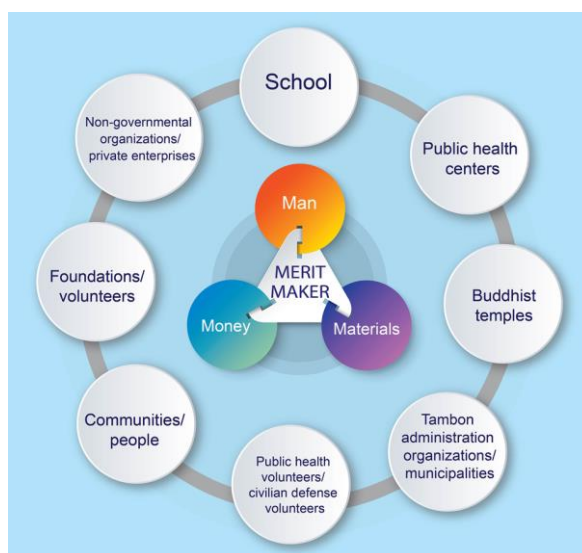 School
Public health
centers
Buddhist
temples
Tambon
administration
organizations/
municipalities
Public health
volunteers/
civilian defense
volunteers
Communities/
people
Foundations/
volunteers
Non-governmental
organizations/
private enterprises
Man
MERIT
MAKER
Money
Materials